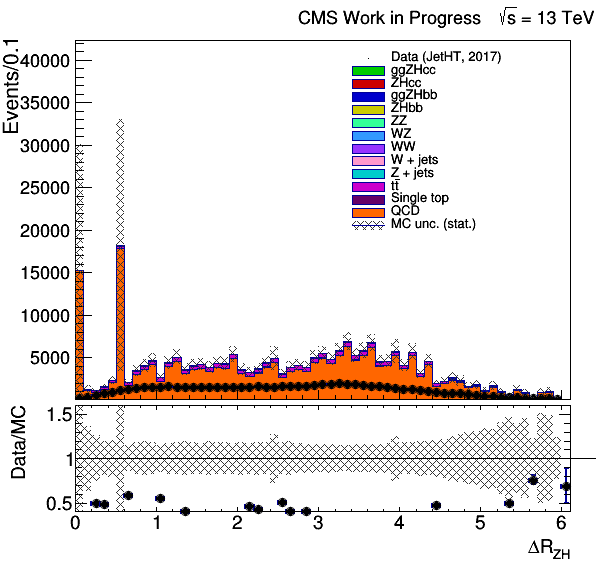 CMS Work in Progress √s = 13 TeV
Events/0.1
40000
35000
30000
25000
20000
15000
10000
5000
Data (JetHT, 2017)
ggZHcc
ZHcc
ggZHbb
ZHbb
ZZ
WZ
WW
W + jets
Z + jets
tt̄
Single top
QCD
MC unc. (stat.)
Data/MC
1.5
1
0.5
0 1 2 3 4 5 6
ΔR_ZH